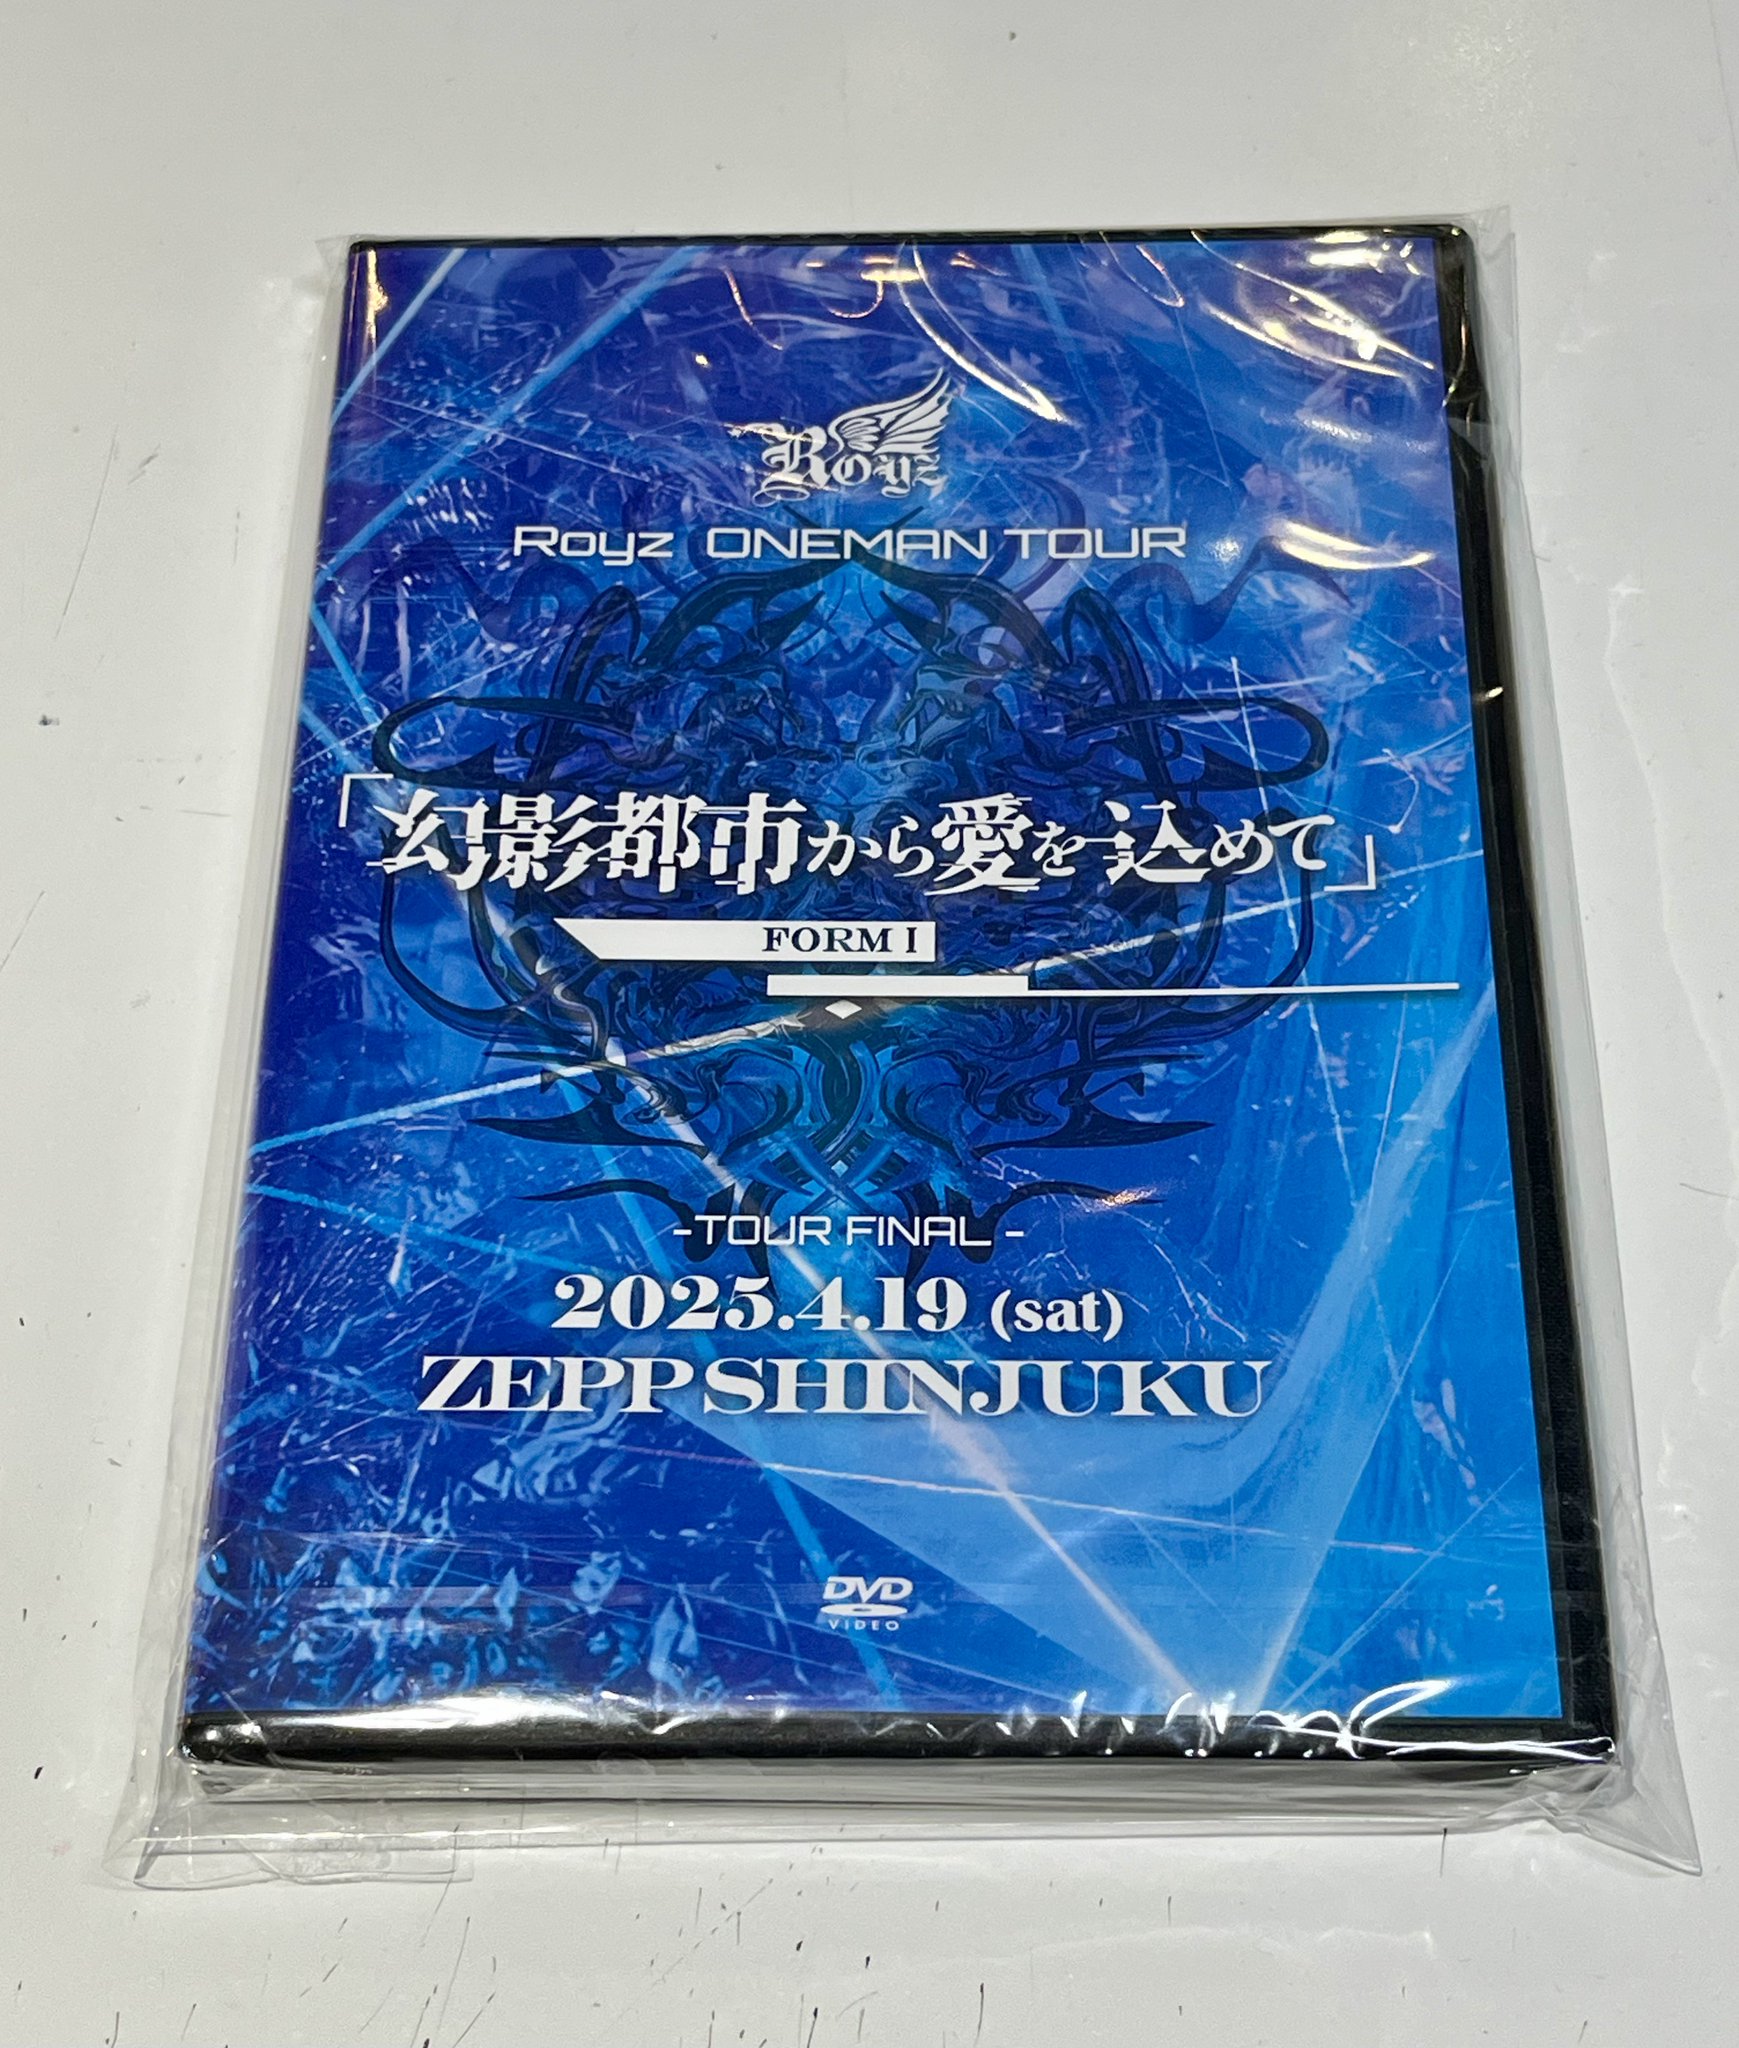 Royz
Royz ONEMAN TOUR
「幻影都市から愛を込めて」
FORM I
-TOUR FINAL -
2025.4.19 (sat)
ZEPP SHINJUKU
DVD
VIDEO